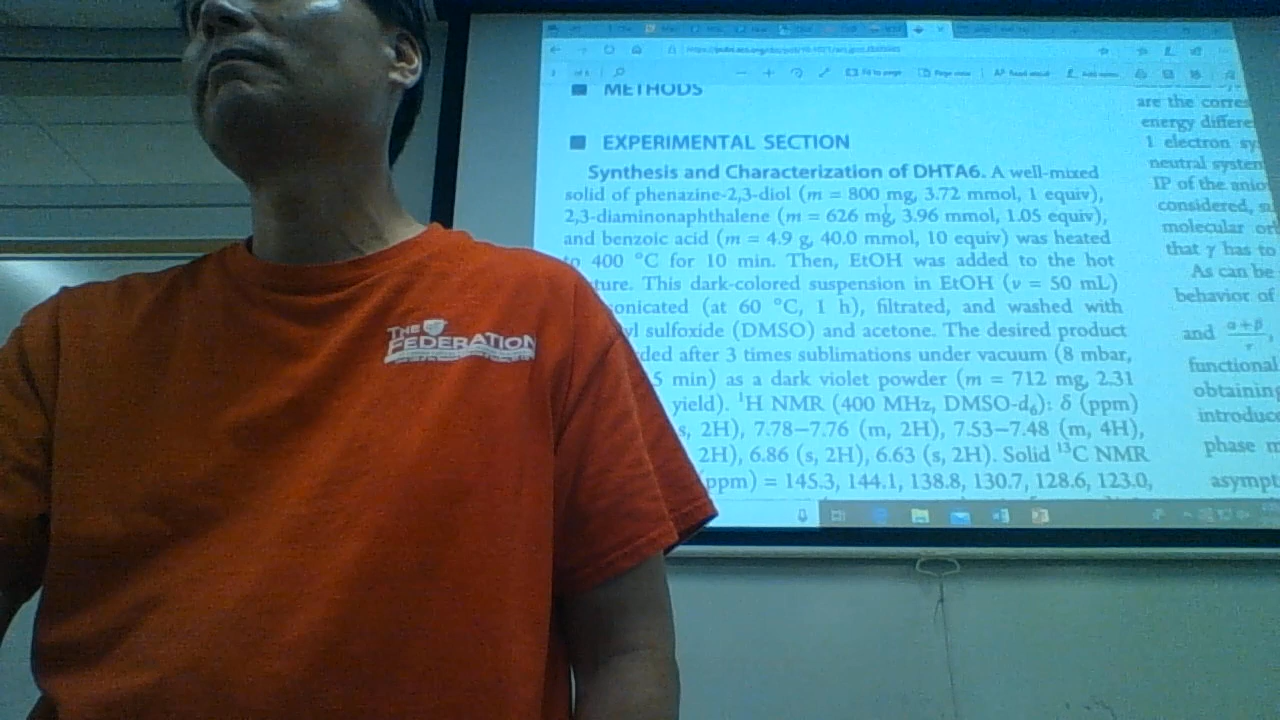 METHODS
EXPERIMENTAL SECTION
Synthesis and Characterization of DHTA6. A well-mixed
solid of phenazine-2,3-diol (m = 800 mg, 3.72 mmol, 1 equiv),
2,3-diaminonaphthalene (m = 626 mg, 3.96 mmol, 1.05 equiv),
and benzoic acid (m = 4.9 g, 40.0 mmol, 10 equiv) was heated
to 400 °C for 10 min. Then, EtOH was added to the hot
ture. This dark-colored suspension in EtOH (v = 50 mL)
onicated (at 60 °C, 1 h), filtrated, and washed with
yl sulfoxide (DMSO) and acetone. The desired product
ded after 3 times sublimations under vacuum (8 mbar,
5 min) as a dark violet powder (m = 712 mg, 2.31
yield). ¹H NMR (400 MHz, DMSO-d₆): δ (ppm)
s, 2H), 7.78–7.76 (m, 2H), 7.53–7.48 (m, 4H),
2H), 6.86 (s, 2H), 6.63 (s, 2H). Solid ¹³C NMR
ppm) = 145.3, 144.1, 138.8, 130.7, 128.6, 123.0,
are the corres
energy differe
1 electron sy
neutral system
IP of the anio
considered, s
molecular or
that γ has to
As can be
behavior of
and α+β
functional
obtaining
introduc
phase m
asympt
THE
FEDERATION